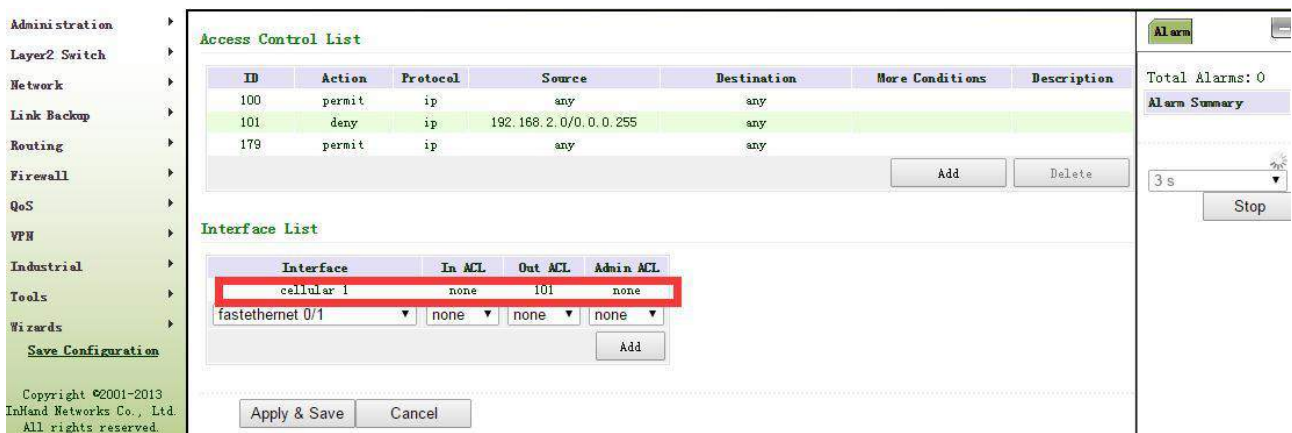 Administration
Layer2 Switch
Network
Link Backup
Routing
Firewall
QoS
VPN
Industrial
Tools
Wizards
Save Configuration
Copyright ©2001-2013
InHand Networks Co., Ltd.
All rights reserved.
Access Control List
ID Action Protocol Source Destination More Conditions Description
100 permit ip any any
101 deny ip 192.168.2.0/0.0.0.255 any
179 permit ip any any
Add Delete
Interface List
Interface In ACL Out ACL Admin ACL
cellular 1 none 101 none
fastethernet 0/1 none none none
Add
Apply & Save Cancel
Alarm
Total Alarms: 0
Alarm Summary
3 s
Stop